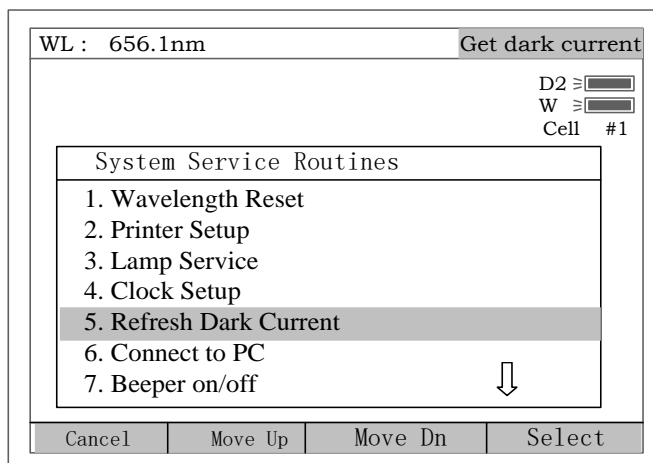 WL : 656.1nm Get dark current
D2
W
Cell #1
System Service Routines
1. Wavelength Reset
2. Printer Setup
3. Lamp Service
4. Clock Setup
5. Refresh Dark Current
6. Connect to PC
7. Beeper on/off
Cancel Move Up Move Dn Select